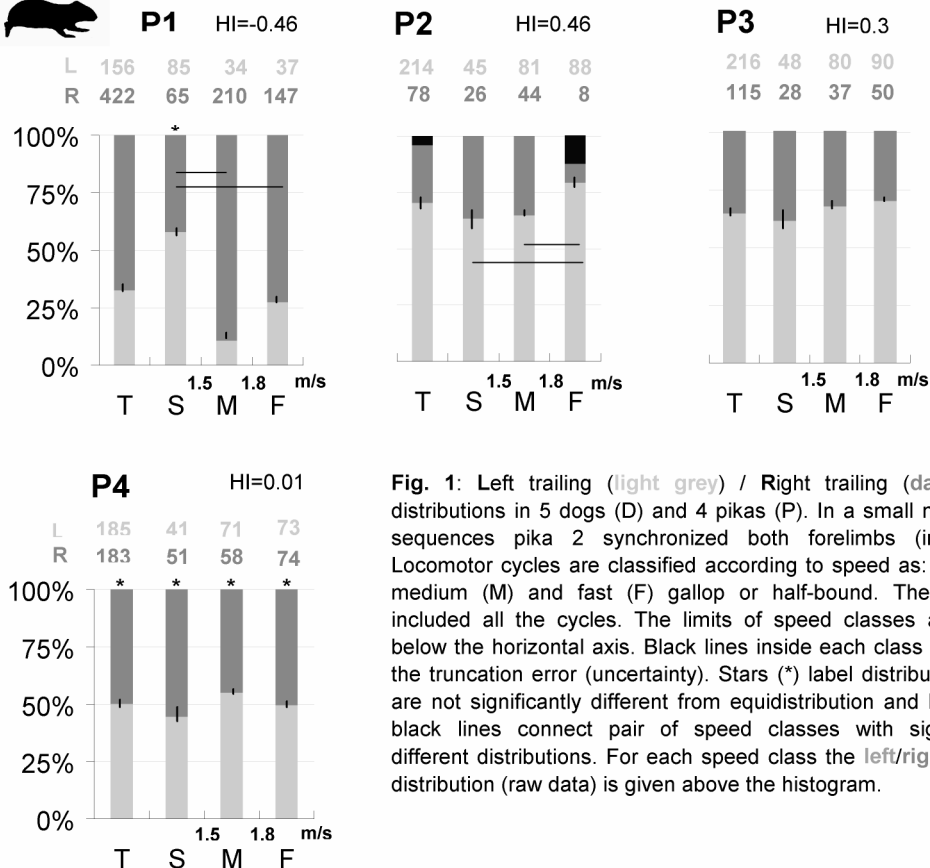 P1 HI=-0.46
L 156 85 34 37
R 422 65 210 147
100%
*
75%
50%
25%
0%
1.5 1.8 m/s
T S M F
P2 HI=0.46
214 45 81 88
78 26 44 8
1.5 1.8 m/s
T S M F
P3 HI=0.3
216 48 80 90
115 28 37 50
1.5 1.8 m/s
T S M F
P4 HI=0.01
L 185 41 71 73
R 183 51 58 74
100% * * * *
75%
50%
25%
0%
1.5 1.8 m/s
T S M F
Fig. 1: Left trailing (light grey) / Right trailing (da
distributions in 5 dogs (D) and 4 pikas (P). In a small n
sequences pika 2 synchronized both forelimbs (in
Locomotor cycles are classified according to speed as:
medium (M) and fast (F) gallop or half-bound. The
included all the cycles. The limits of speed classes a
below the horizontal axis. Black lines inside each class
the truncation error (uncertainty). Stars (*) label distribu
are not significantly different from equidistribution and
black lines connect pair of speed classes with sig
different distributions. For each speed class the left/rig
distribution (raw data) is given above the histogram.